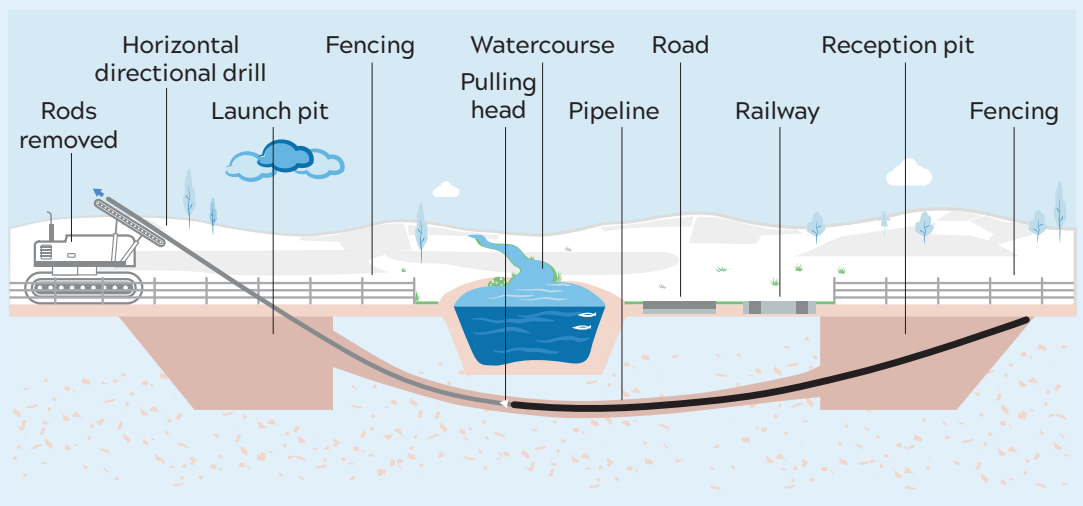 Horizontal
directional drill
Fencing
Watercourse
Road
Reception pit
Pulling
head
Rods
removed
Launch pit
Pipeline
Railway
Fencing